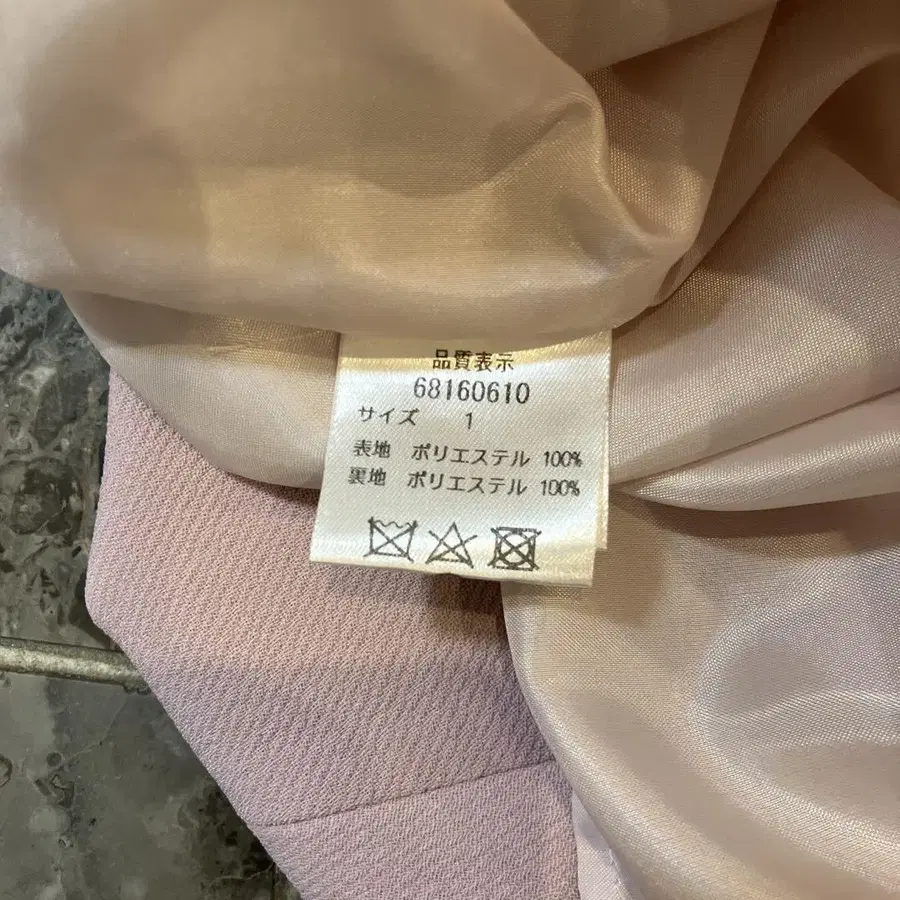 品質表示
68160610
サイズ 1
表地 ポリエステル 100%
裏地 ポリエステル 100%